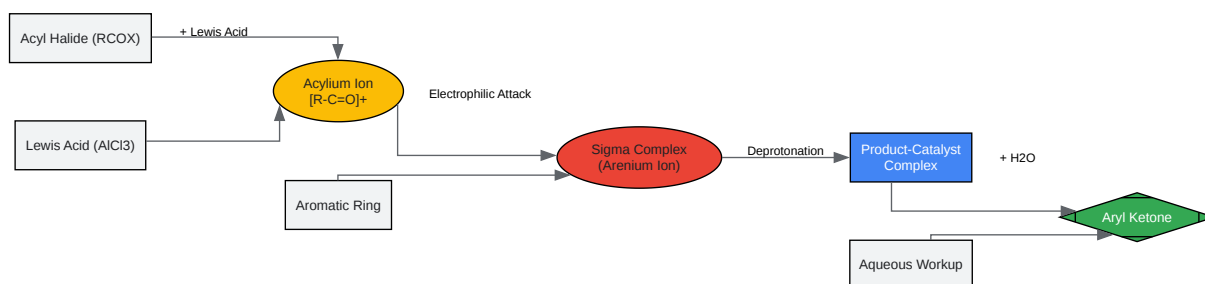 Acyl Halide (RCOX)
+ Lewis Acid
Acylium Ion
[R-C=O]+
Lewis Acid (AlCl3)
Electrophilic Attack
Aromatic Ring
Sigma Complex
(Arenium Ion)
Deprotonation
Product-Catalyst
Complex
+ H2O
Aryl Ketone
Aqueous Workup